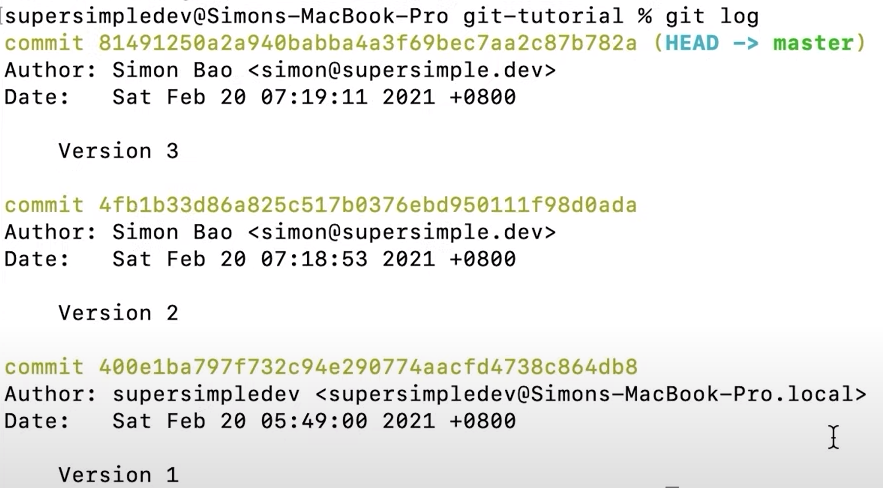 [supersimpledev@Simons-MacBook-Pro git-tutorial % git log
commit 81491250a2a940babba4a3f69bec7aa2c87b782a (HEAD -> master)
Author: Simon Bao <simon@supersimple.dev>
Date:   Sat Feb 20 07:19:11 2021 +0800
Version 3
commit 4fb1b33d86a825c517b0376ebd950111f98d0ada
Author: Simon Bao <simon@supersimple.dev>
Date:   Sat Feb 20 07:18:53 2021 +0800
Version 2
commit 400e1ba797f732c94e290774aacfd4738c864db8
Author: supersimpledev <supersimpledev@Simons-MacBook-Pro.local>
Date:   Sat Feb 20 05:49:00 2021 +0800
Version 1